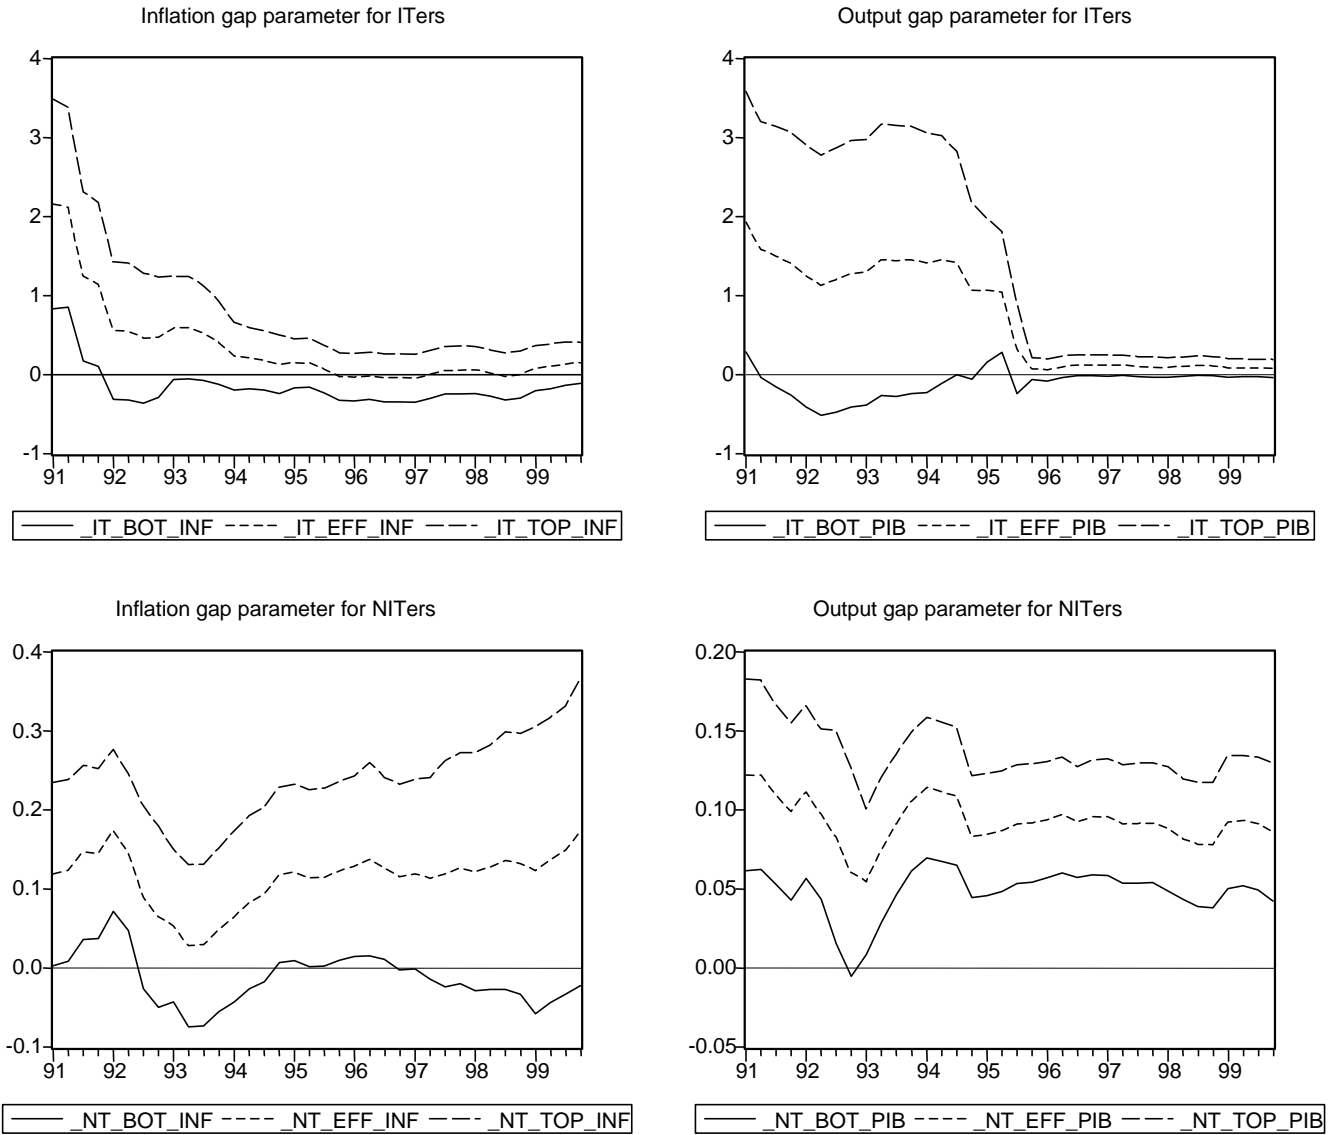 Inflation gap parameter for ITers
4
3
2
1
0
-1
91 92 93 94 95 96 97 98 99
_IT_BOT_INF _IT_EFF_INF _IT_TOP_INF
Output gap parameter for ITers
4
3
2
1
0
-1
91 92 93 94 95 96 97 98 99
_IT_BOT_PIB _IT_EFF_PIB _IT_TOP_PIB
Inflation gap parameter for NITers
0.4
0.3
0.2
0.1
0.0
-0.1
91 92 93 94 95 96 97 98 99
_NT_BOT_INF _NT_EFF_INF _NT_TOP_INF
Output gap parameter for NITers
0.20
0.15
0.10
0.05
0.00
-0.05
91 92 93 94 95 96 97 98 99
_NT_BOT_PIB _NT_EFF_PIB _NT_TOP_PIB